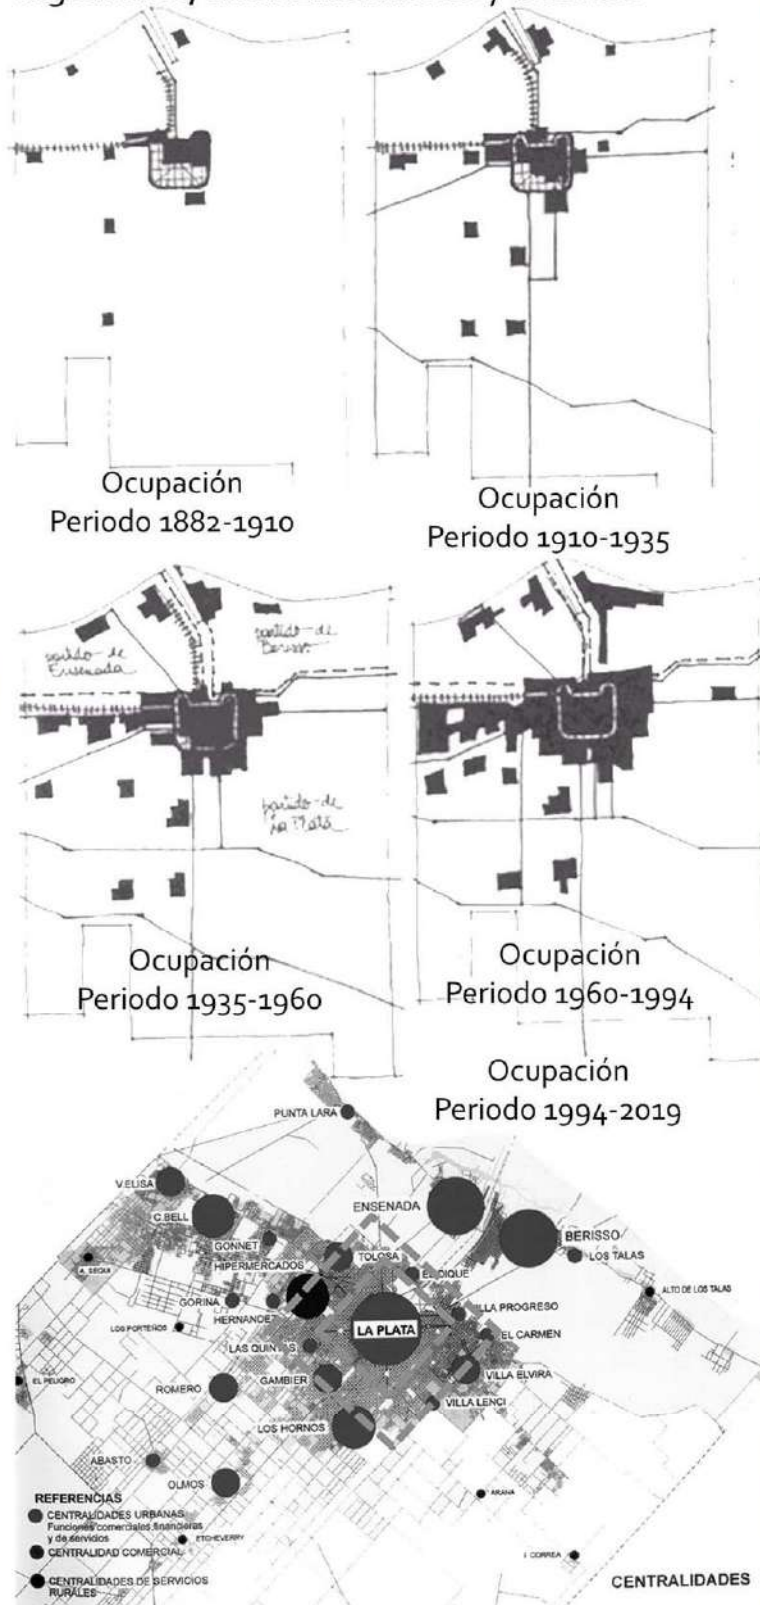 Ocupación
Periodo 1882-1910
Ocupación
Periodo 1910-1935
partido de
Ensenada
partido de
Berisso
partido de
La Plata
Ocupación
Periodo 1935-1960
Ocupación
Periodo 1960-1994
Ocupación
Periodo 1994-2019
PUNTA LARA
V.ELISA
C.BELL
ENSENADA
BERISSO
GONNET
HIPERMERCADOS
TOLOSA
LOS TALAS
A. SEGUI
EL DIQUE
ALTO DE LOS TALAS
GORINA
HERNANDEZ
LLA PROGRESO
LOS PORTEÑOS
LA PLATA
EL CARMEN
LAS QUINTAS
EL PELIGRO
GAMBIER
VILLA ELVIRA
ROMERO
VILLA LENCI
LOS HORNOS
ABASTO
OLMOS
ARANA
REFERENCIAS
CENTRALIDADES URBANAS
Funciones comerciales financieras
y de servicios
ETCHEVERRY
CENTRALIDAD COMERCIAL
I. CORREA
CENTRALIDADES DE SERVICIOS
RURALES
CENTRALIDADES